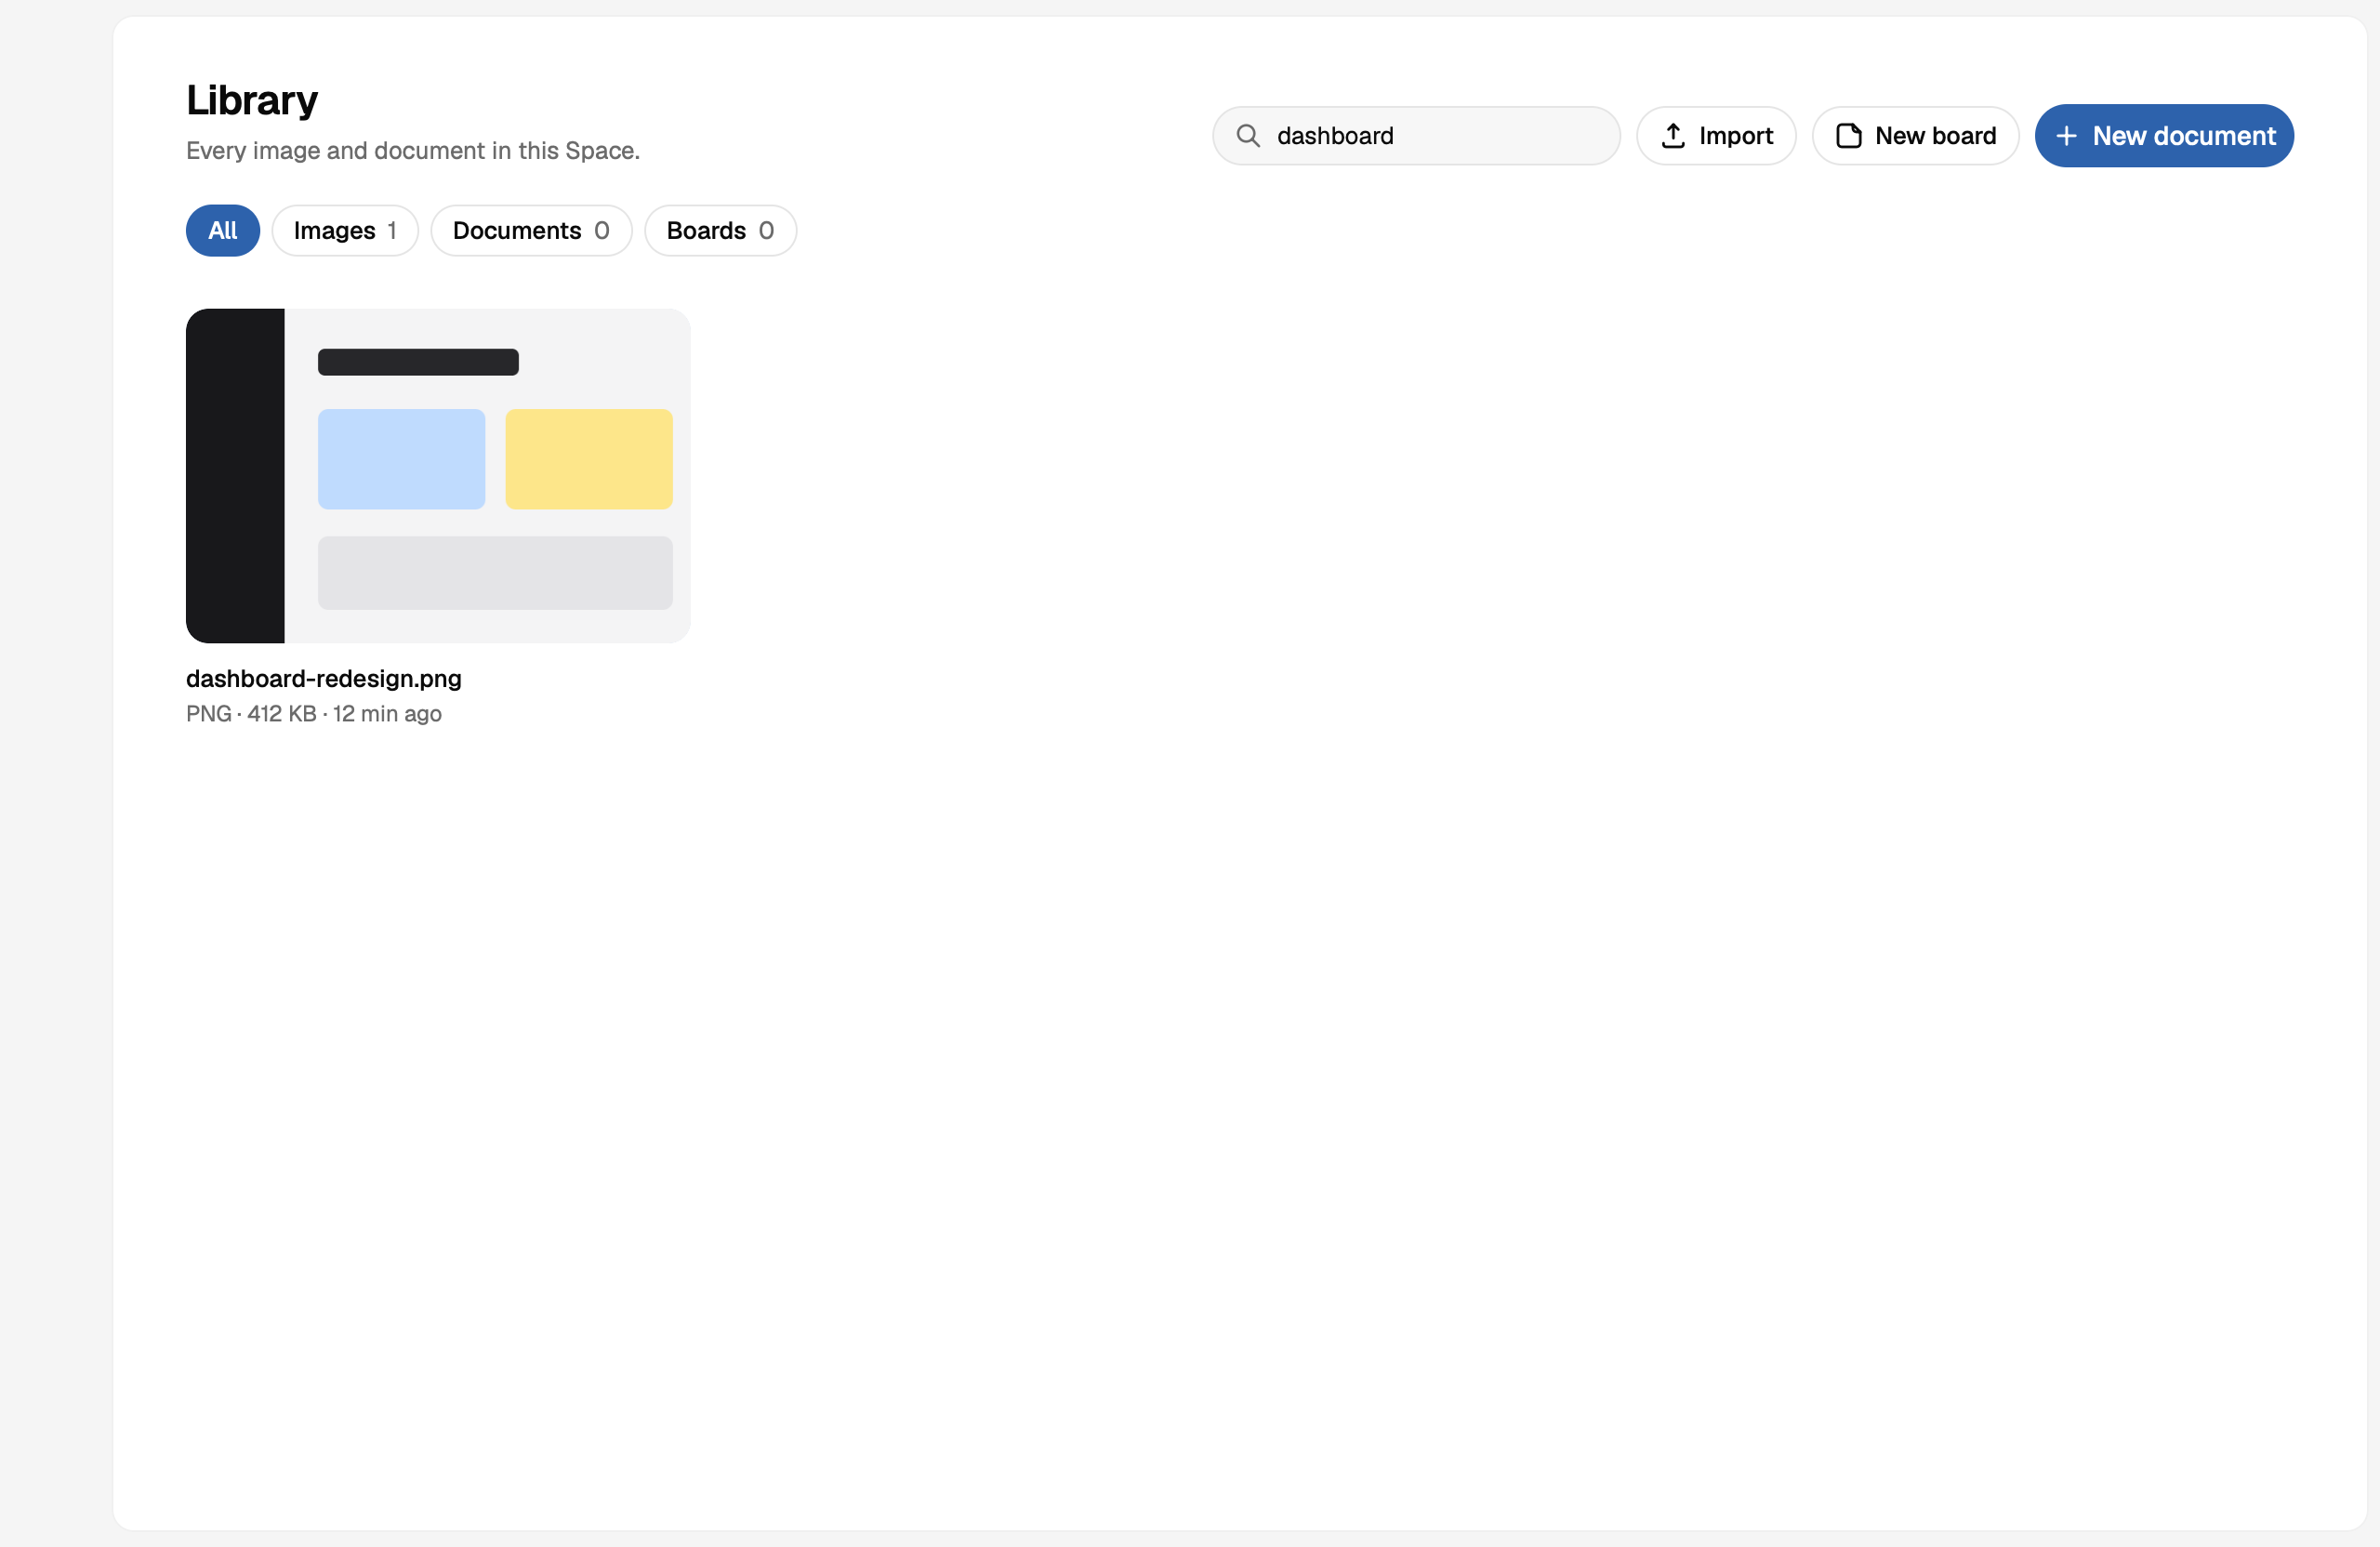 Library
Every image and document in this Space.
dashboard
Import
New board
New document
All
Images 1
Documents 0
Boards 0
dashboard-redesign.png
PNG · 412 KB · 12 min ago